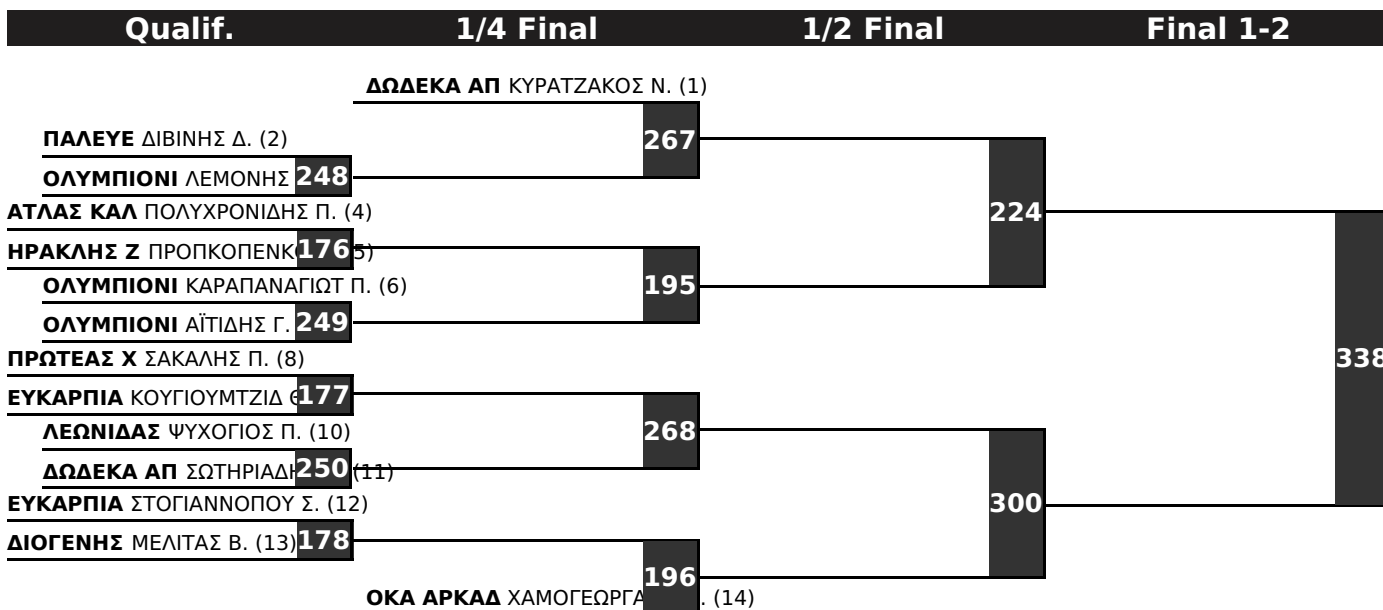 Qualif. 1/4 Final 1/2 Final Final 1-2
ΔΩΔΕΚΑ ΑΠ ΚΥΡΑΤΖΑΚΟΣ Ν. (1)
267
ΠΑΛΕΥΕ ΔΙΒΙΝΗΣ Δ. (2)
ΟΛΥΜΠΙΟΝΙ ΛΕΜΟΝΗΣ 248
ΑΤΛΑΣ ΚΑΛ ΠΟΛΥΧΡΟΝΙΔΗΣ Π. (4)
224
ΗΡΑΚΛΗΣ Ζ 176 5)
ΟΛΥΜΠΙΟΝΙ ΚΑΡΑΠΑΝΑΓΙΩΤ Π. (6)
195
ΟΛΥΜΠΙΟΝΙ ΑΪΤΙΔΗΣ Γ. 249
ΠΡΩΤΕΑΣ Χ ΣΑΚΑΛΗΣ Π. (8)
338
ΕΥΚΑΡΠΙΑ ΚΟΥΓΙΟΥΜΤΖΙΔ 177
ΛΕΩΝΙΔΑΣ ΨΥΧΟΓΙΟΣ Π. (10)
268
ΔΩΔΕΚΑ ΑΠ 250 (11)
ΕΥΚΑΡΠΙΑ ΣΤΟΓΙΑΝΝΟΠΟΥ Σ. (12)
300
ΔΙΟΓΕΝΗΣ ΜΕΛΙΤΑΣ Β. (13) 178
196
ΟΚΑ ΑΡΚΑΔ . (14)